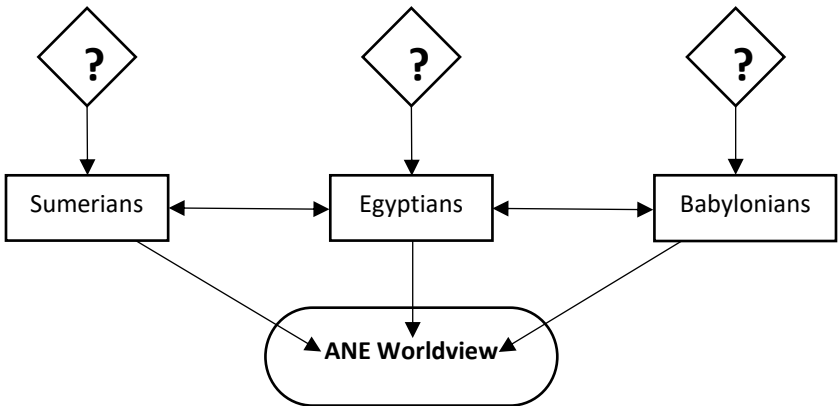 ?
?
?
Sumerians
Egyptians
Babylonians
ANE Worldview